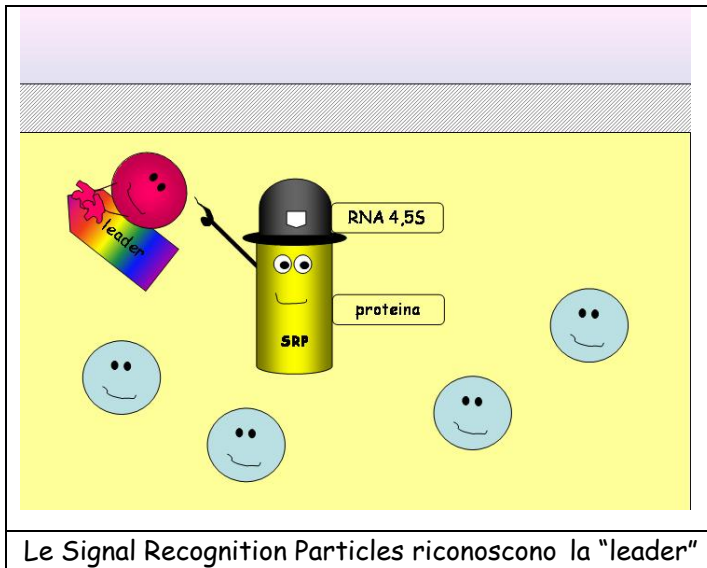 RNA 4,5S
leader
proteina
SRP
Le Signal Recognition Particles riconoscono la “leader”